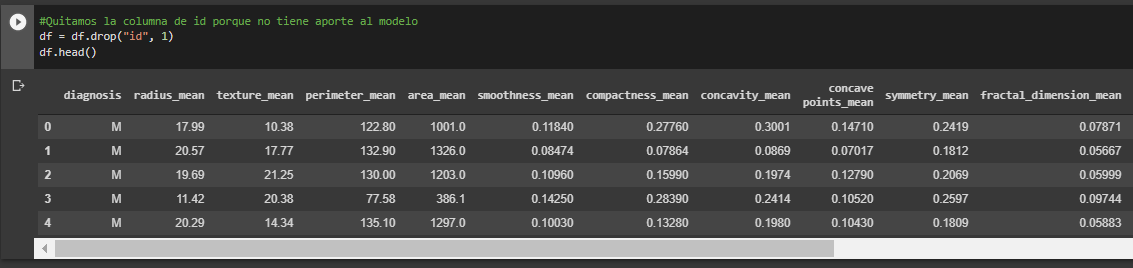 #Quitamos la columna de id porque no tiene aporte al modelo
df = df.drop("id", 1)
df.head()
diagnosis radius_mean texture_mean perimeter_mean area_mean smoothness_mean compactness_mean concavity_mean concave points_mean symmetry_mean fractal_dimension_mean
0 M 17.99 10.38 122.80 1001.0 0.11840 0.27760 0.3001 0.14710 0.2419 0.07871
1 M 20.57 17.77 132.90 1326.0 0.08474 0.07864 0.0869 0.07017 0.1812 0.05667
2 M 19.69 21.25 130.00 1203.0 0.10960 0.15990 0.1974 0.12790 0.2069 0.05999
3 M 11.42 20.38 77.58 386.1 0.14250 0.28390 0.2414 0.10520 0.2597 0.09744
4 M 20.29 14.34 135.10 1297.0 0.10030 0.13280 0.1980 0.10430 0.1809 0.05883